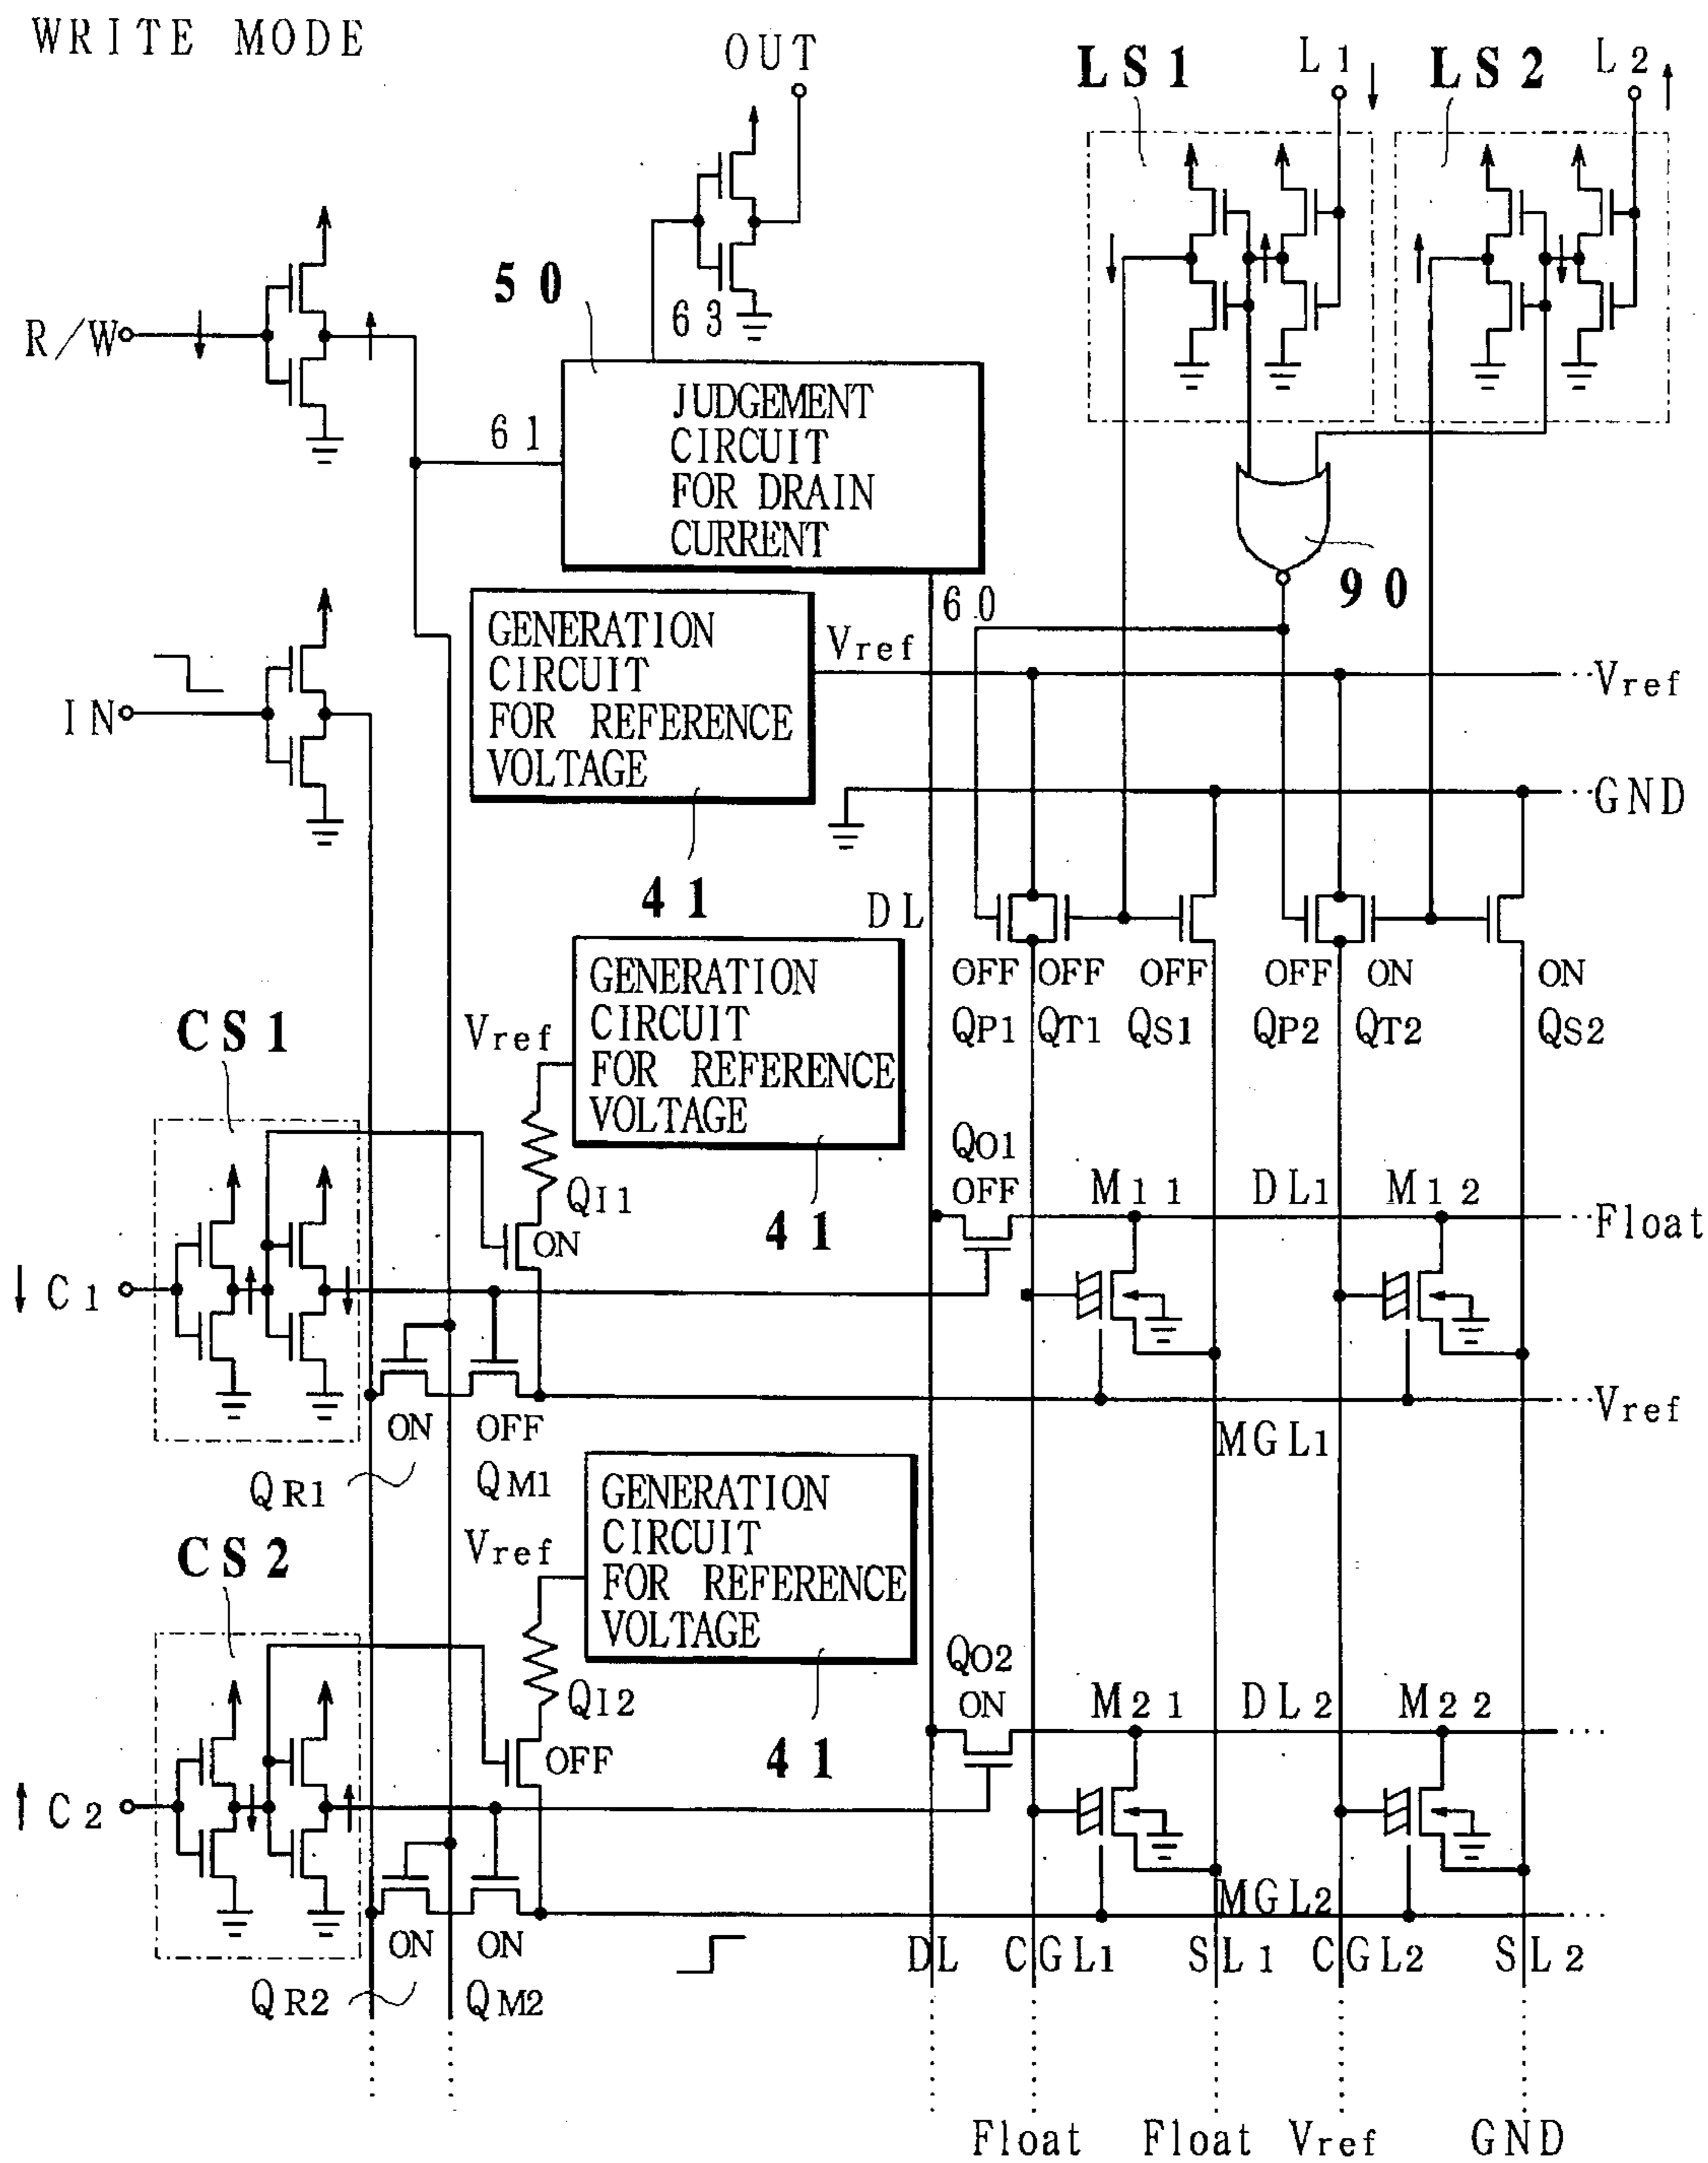 WRITE MODE
OUT
LS1
L1
LS2
L2
50
63
R/W
61
JUDGEMENT
CIRCUIT
FOR DRAIN
CURRENT
60
90
IN
GENERATION
CIRCUIT
FOR REFERENCE
VOLTAGE
Vref
Vref
GND
41
DL
OFF OFF OFF OFF ON ON
QP1 QT1 QS1 QP2 QT2 QS2
CS1
Vref
GENERATION
CIRCUIT
FOR REFERENCE
VOLTAGE
41
QI1
ON
QO1
OFF
M11
DL1
M12
Float
C1
ON
OFF
QR1
QM1
MGL1
Vref
CS2
Vref
GENERATION
CIRCUIT
FOR REFERENCE
VOLTAGE
41
QI2
OFF
QO2
ON
M21
DL2
M22
C2
ON
ON
QR2
QM2
MGL2
DL CGL1 SL1 CGL2 SL2
Float Float Vref GND